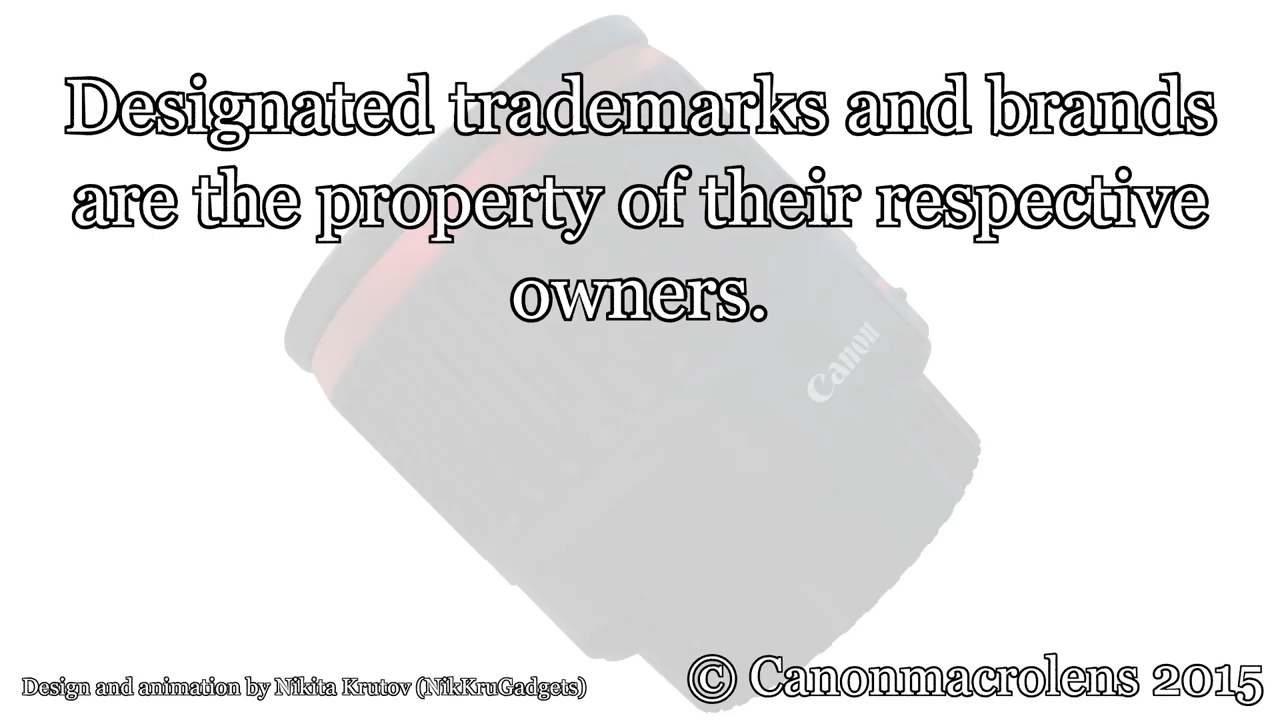 Designated trademarks and brands
are the property of their respective
owners.
Canon
Design and animation by Nikita Krutov (NikKruGadgets)
© Canonmacrolens 2015